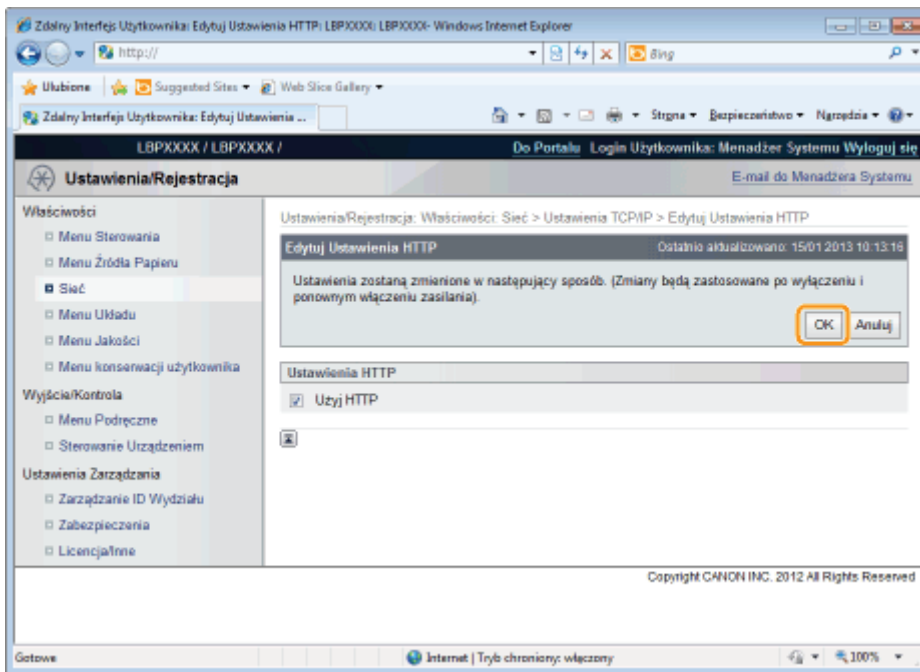 Zdalny Interfejs Użytkownika: Edytuj Ustawienia HTTP: LBPXXXX: LBPXXXX- Windows Internet Explorer
http://
Bing
Ulubione Suggested Sites Web Slice Gallery
Zdalny Interfejs Użytkownika: Edytuj Ustawienia ...
Strona Bezpieczeństwo Narzędzia
LBPXXXX / LBPXXXX /
Do Portalu Login Użytkownika: Menadżer Systemu Wyloguj się
Ustawienia/Rejestracja
E-mail do Menadżera Systemu
Właściwości
Menu Sterowania
Menu Źródła Papieru
Sieć
Menu Układu
Menu Jakości
Menu konserwacji użytkownika
Wyjście/Kontrola
Menu Podręczne
Sterowanie Urządzeniem
Ustawienia Zarządzania
Zarządzanie ID Wydziału
Zabezpieczenia
Licencja/Inne
Ustawienia/Rejestracja: Właściwości: Sieć > Ustawienia TCP/IP > Edytuj Ustawienia HTTP
Edytuj Ustawienia HTTP
Ostatnio aktualizowano: 15/01 2013 10:13:16
Ustawienia zostaną zmienione w następujący sposób. (Zmiany będą zastosowane po wyłączeniu i
ponownym włączeniu zasilania).
OK Anuluj
Ustawienia HTTP
Użyj HTTP
Copyright CANON INC. 2012 All Rights Reserved
Gotowe
Internet | Tryb chroniony: włączony
100%